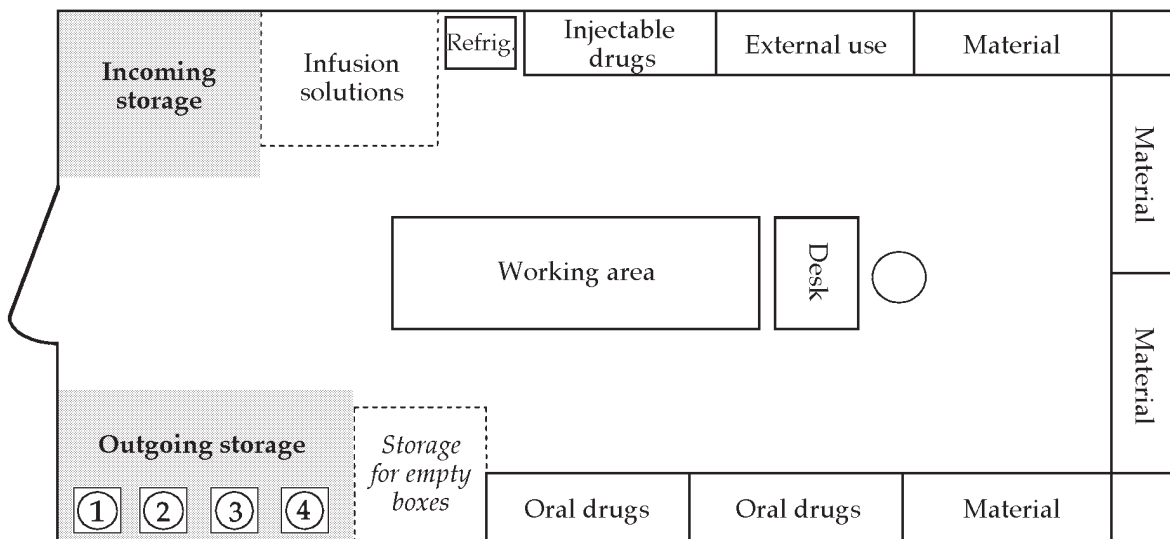 Incoming
storage
Infusion
solutions
Refrig.
Injectable
drugs
External use
Material
Material
Working area
Desk
Material
Outgoing storage
1 2 3 4
Storage
for empty
boxes
Oral drugs
Oral drugs
Material